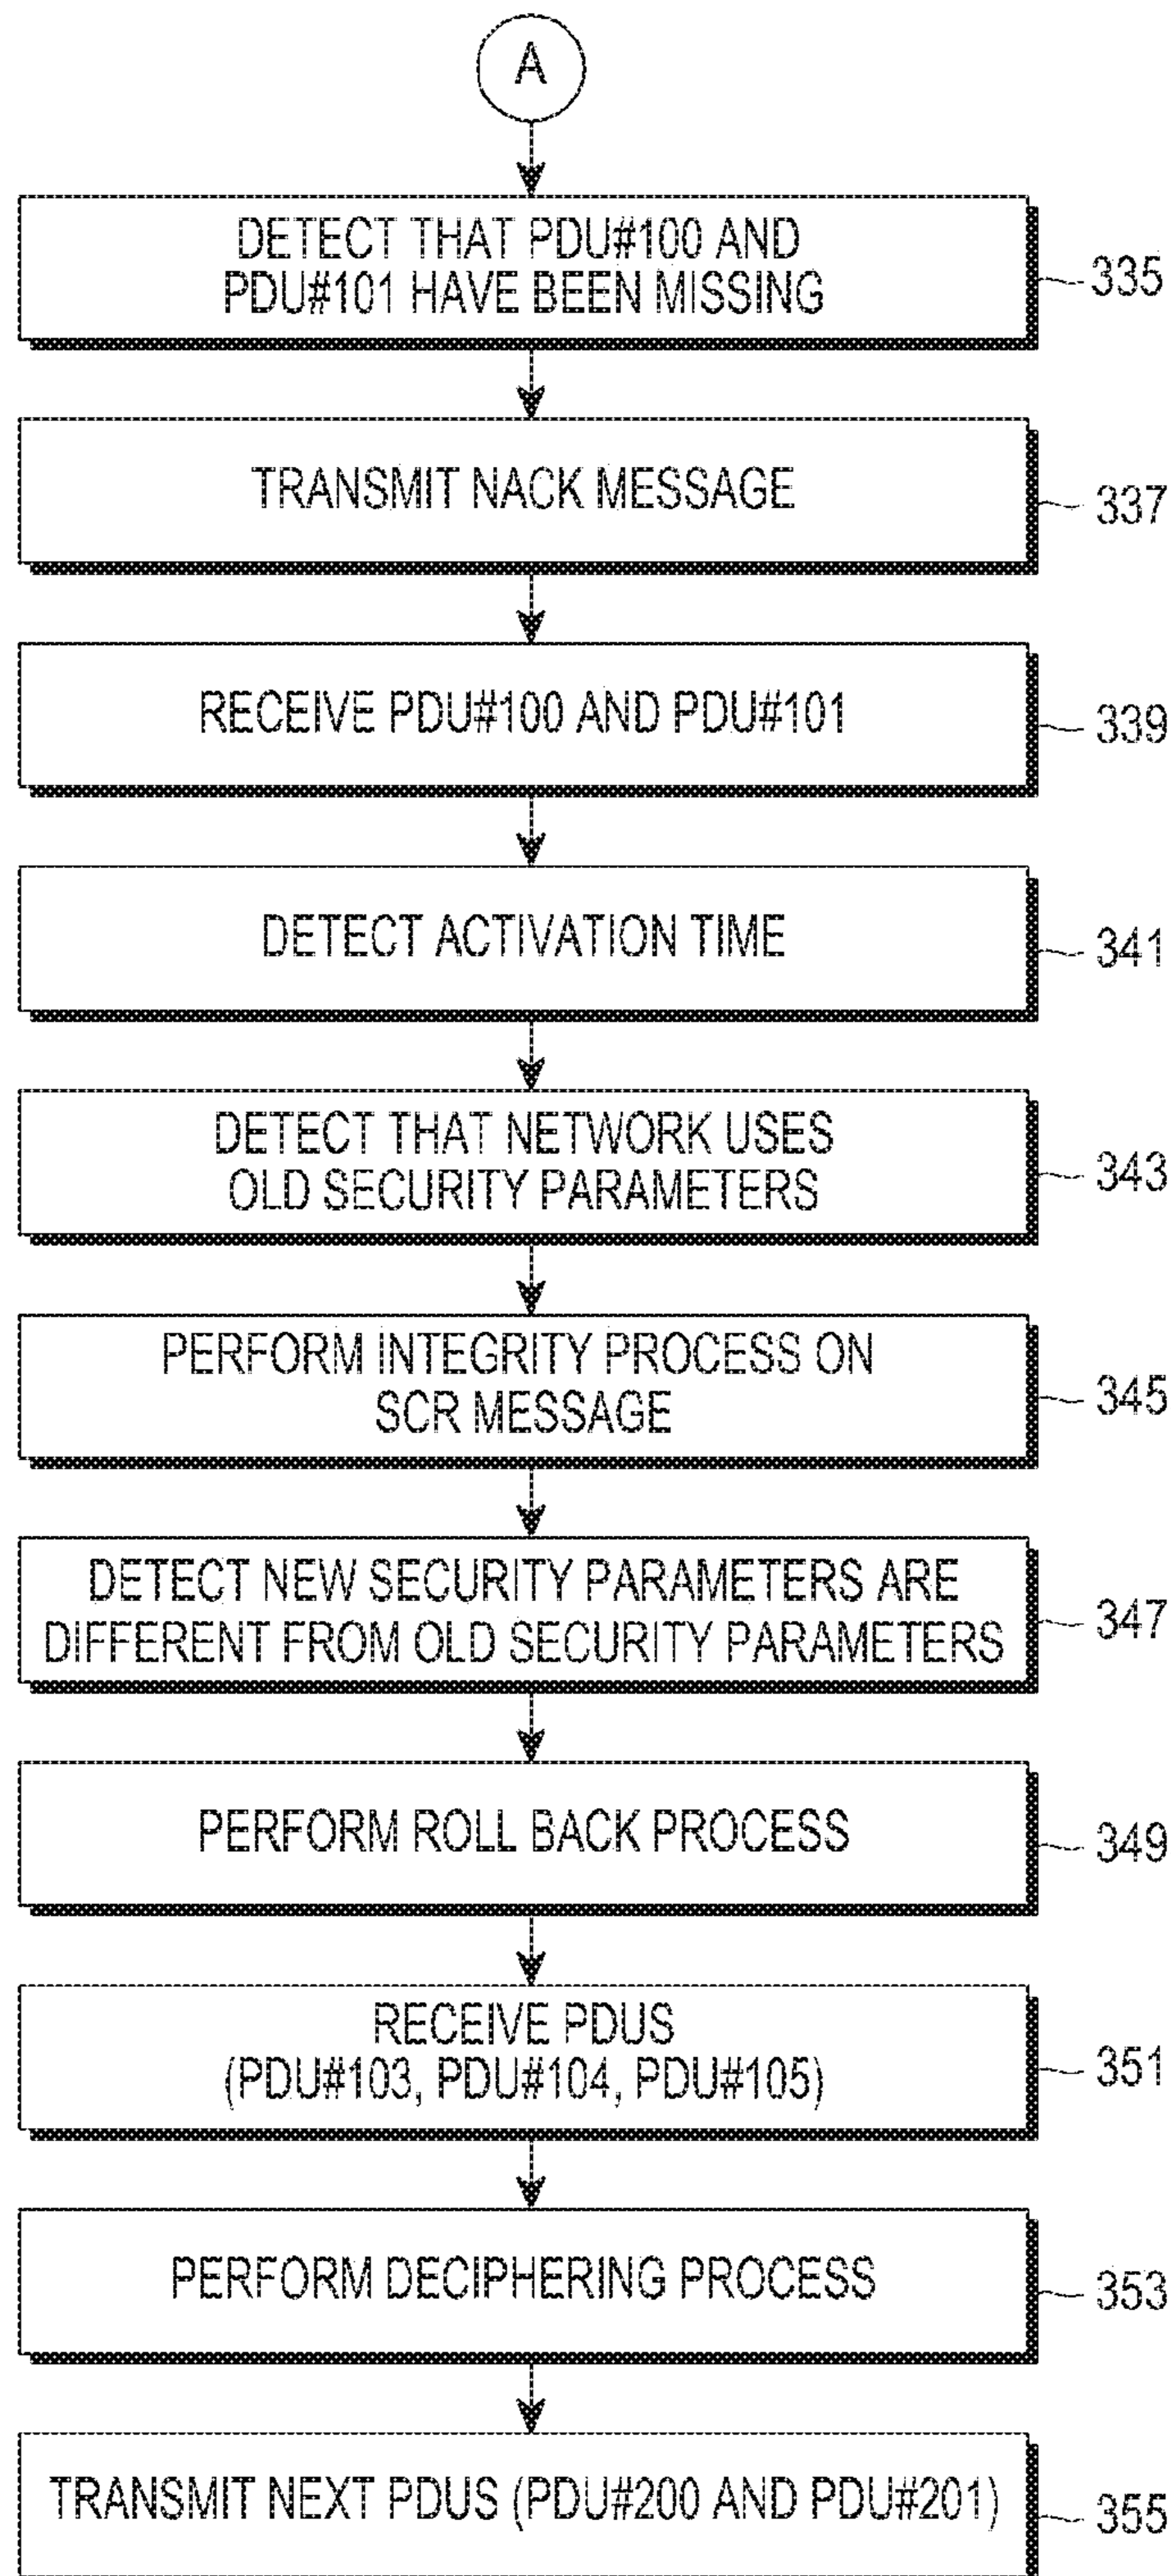 A
DETECT THAT PDU#100 AND
PDU#101 HAVE BEEN MISSING
335
TRANSMIT NACK MESSAGE
337
RECEIVE PDU#100 AND PDU#101
339
DETECT ACTIVATION TIME
341
DETECT THAT NETWORK USES
OLD SECURITY PARAMETERS
343
PERFORM INTEGRITY PROCESS ON
SCR MESSAGE
345
DETECT NEW SECURITY PARAMETERS ARE
DIFFERENT FROM OLD SECURITY PARAMETERS
347
PERFORM ROLL BACK PROCESS
349
RECEIVE PDUS
(PDU#103, PDU#104, PDU#105)
351
PERFORM DECIPHERING PROCESS
353
TRANSMIT NEXT PDUS (PDU#200 AND PDU#201)
355